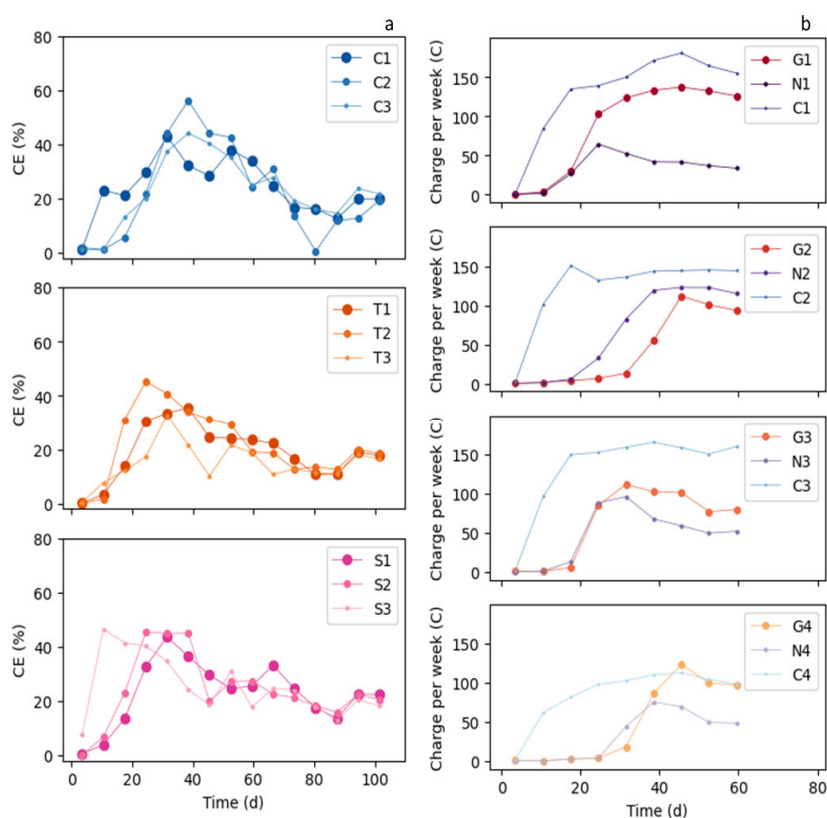 a
80
60
40
20
0
CE (%)
C1
C2
C3
80
60
40
20
0
CE (%)
T1
T2
T3
80
60
40
20
0
CE (%)
S1
S2
S3
0 20 40 60 80 100
Time (d)
b
150
100
50
0
Charge per week (C)
G1
N1
C1
150
100
50
0
Charge per week (C)
G2
N2
C2
150
100
50
0
Charge per week (C)
G3
N3
C3
150
100
50
0
Charge per week (C)
G4
N4
C4
0 20 40 60 80
Time (d)